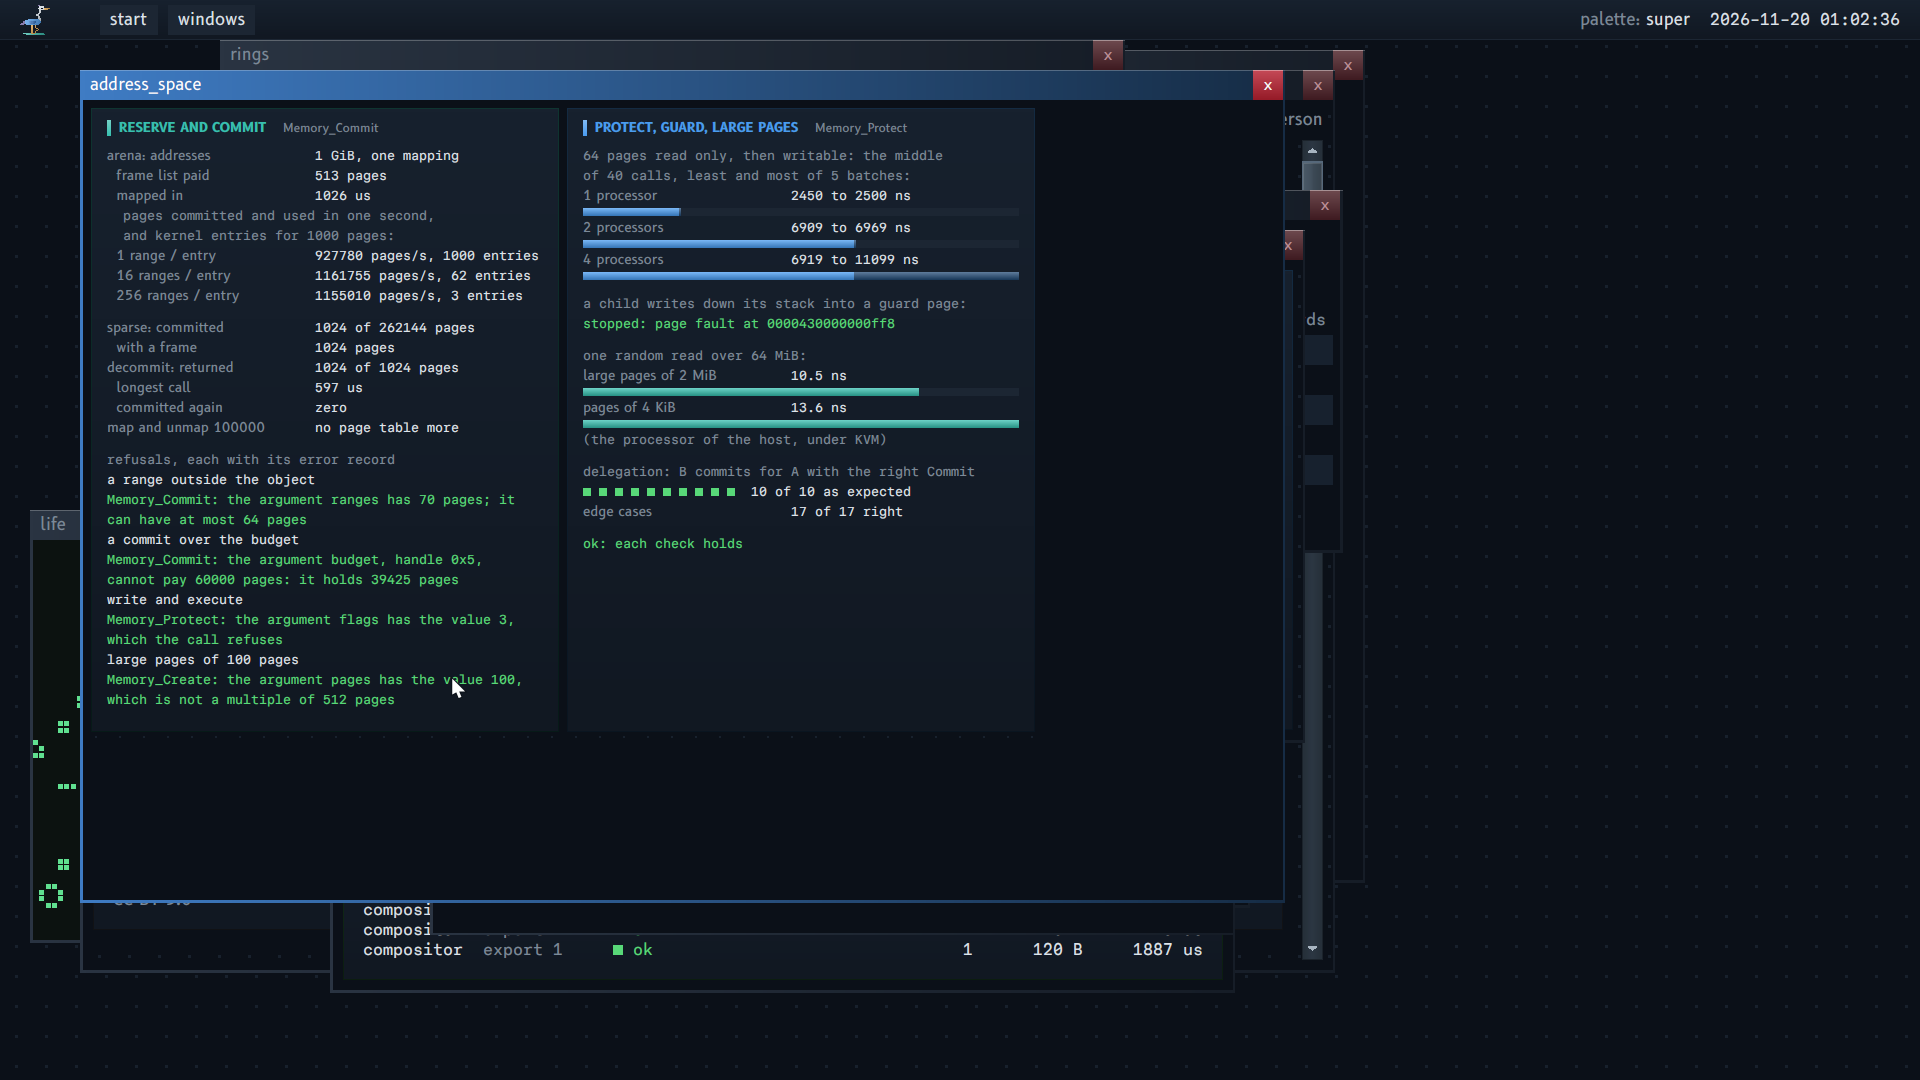 start windows palette: super 2026-11-20 01:02:36
rings x
x
address_space x x
RESERVE AND COMMIT Memory_Commit
arena: addresses 1 GiB, one mapping
frame list paid 513 pages
mapped in 1026 us
pages committed and used in one second,
and kernel entries for 1000 pages:
1 range / entry 927780 pages/s, 1000 entries
16 ranges / entry 1161755 pages/s, 62 entries
256 ranges / entry 1155010 pages/s, 3 entries
sparse: committed 1024 of 262144 pages
with a frame 1024 pages
decommit: returned 1024 of 1024 pages
longest call 597 us
committed again zero
map and unmap 100000 no page table more
refusals, each with its error record
a range outside the object
Memory_Commit: the argument ranges has 70 pages; it
can have at most 64 pages
a commit over the budget
Memory_Commit: the argument budget, handle 0x5,
cannot pay 60000 pages: it holds 39425 pages
write and execute
Memory_Protect: the argument flags has the value 3,
which the call refuses
large pages of 100 pages
Memory_Create: the argument pages has the value 100,
which is not a multiple of 512 pages
PROTECT, GUARD, LARGE PAGES Memory_Protect
64 pages read only, then writable: the middle
of 40 calls, least and most of 5 batches:
1 processor 2450 to 2500 ns
2 processors 6909 to 6969 ns
4 processors 6919 to 11099 ns
a child writes down its stack into a guard page:
stopped: page fault at 0000430000000ff8
one random read over 64 MiB:
large pages of 2 MiB 10.5 ns
pages of 4 KiB 13.6 ns
(the processor of the host, under KVM)
delegation: B commits for A with the right Commit
10 of 10 as expected
edge cases 17 of 17 right
ok: each check holds
erson
x
x
ds
life
composi
composi
compositor export 1 ok 1 120 B 1887 us